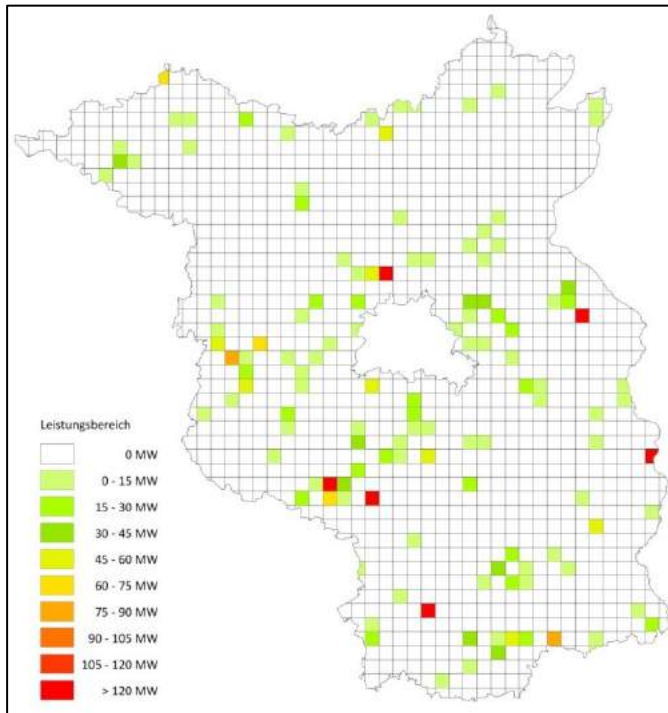 Leistungsbereich
0 MW
0 - 15 MW
15 - 30 MW
30 - 45 MW
45 - 60 MW
60 - 75 MW
75 - 90 MW
90 - 105 MW
105 - 120 MW
> 120 MW